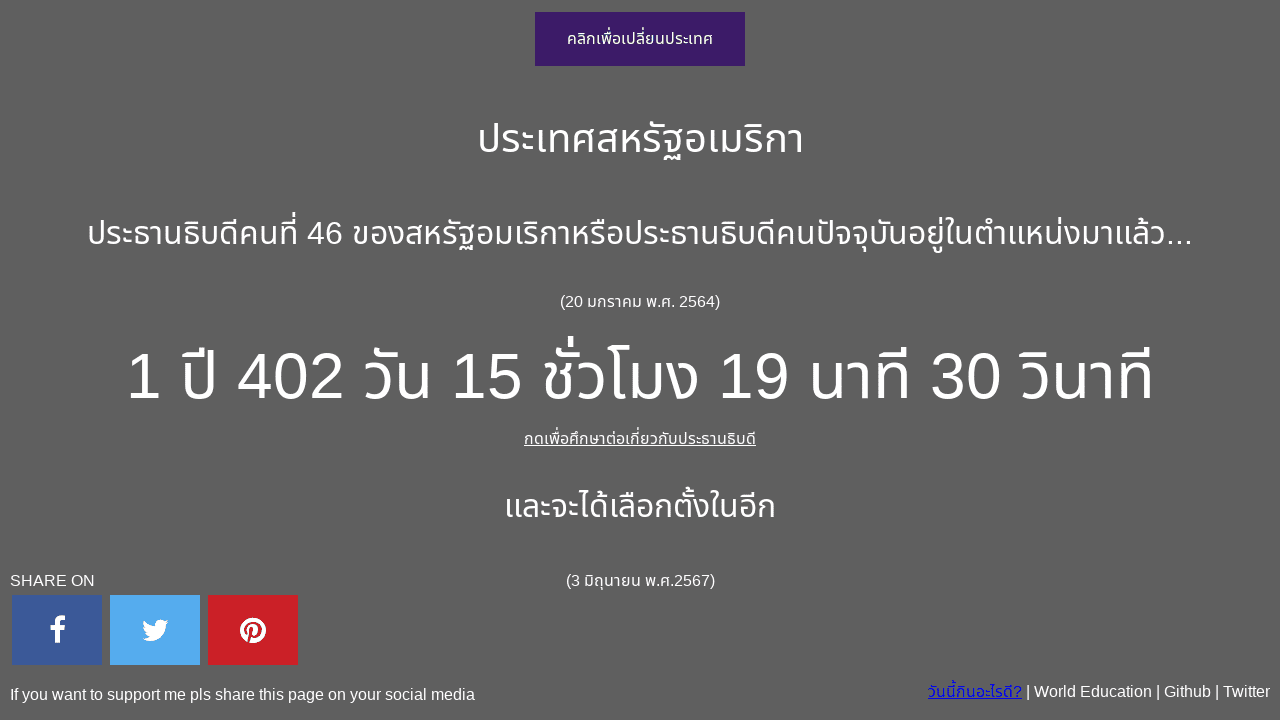 คลิกเพื่อเปลี่ยนประเทศ
ประเทศสหรัฐอเมริกา
ประธานธิบดีคนที่ 46 ของสหรัฐอมเริกาหรือประธานธิบดีคนปัจจุบันอยู่ในตำแหน่งมาแล้ว...
(20 มกราคม พ.ศ. 2564)
1 ปี 402 วัน 15 ชั่วโมง 19 นาที 30 วินาที
กดเพื่อศึกษาต่อเกี่ยวกับประธานธิบดี
และจะได้เลือกตั้งในอีก
(3 มิถุนายน พ.ศ.2567)
SHARE ON
If you want to support me pls share this page on your social media
วันนี้กินอะไรดี? | World Education | Github | Twitter